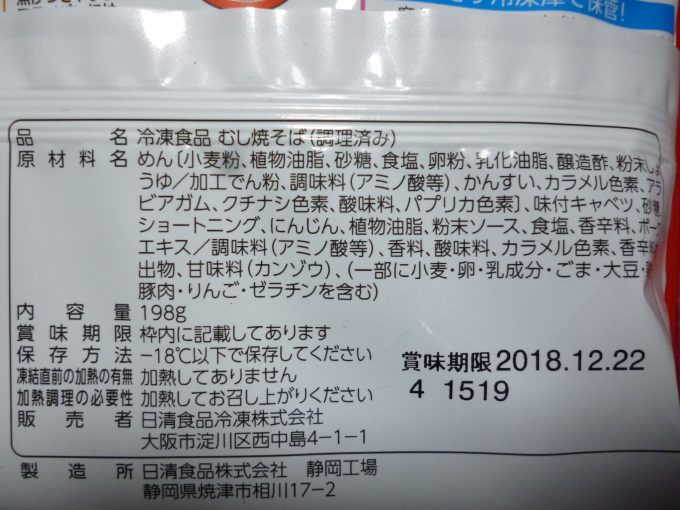 冷凍庫で保管!
品名 冷凍食品 むし焼そば(調理済み)
原材料名 めん〔小麦粉、植物油脂、砂糖、食塩、卵粉、乳化油脂、醸造酢、粉末しょ
うゆ/加工でん粉、調味料(アミノ酸等)、かんすい、カラメル色素、アラ
ビアガム、クチナシ色素、酸味料、パプリカ色素〕、味付キャベツ、砂糖、
ショートニング、にんじん、植物油脂、粉末ソース、食塩、香辛料、ポーク
エキス/調味料(アミノ酸等)、香料、酸味料、カラメル色素、香辛料
出物、甘味料(カンゾウ)、(一部に小麦・卵・乳成分・ごま・大豆・
豚肉・りんご・ゼラチンを含む)
内容量 198g
賞味期限 枠内に記載してあります
保存方法 -18℃以下で保存してください
凍結直前の加熱の有無 加熱してありません
加熱調理の必要性 加熱してお召し上がりください
賞味期限 2018.12.22
4 1519
販売者 日清食品冷凍株式会社
大阪市淀川区西中島4-1-1
製造所 日清食品株式会社 静岡工場
静岡県焼津市相川17-2